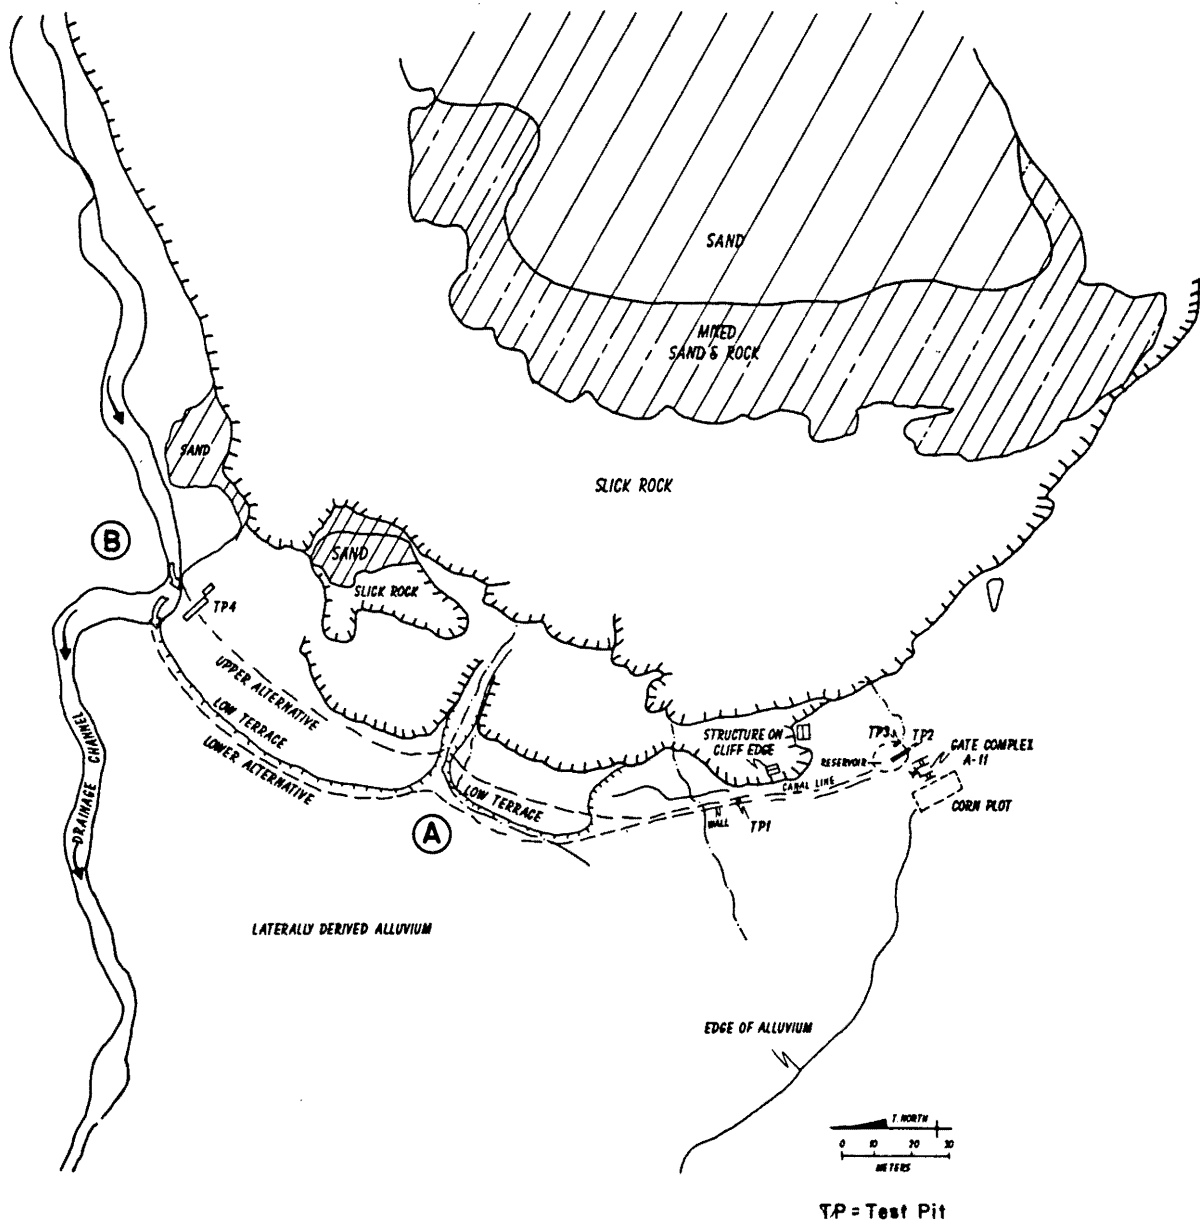 SAND
MIXED
SAND & ROCK
SAND
SLICK ROCK
B
SAND
SLICK ROCK
TP4
UPPER ALTERNATIVE
LOW TERRACE
LOWER ALTERNATIVE
STRUCTURE ON
CLIFF EDGE
TP3
TP2
GATE COMPLEX
A-11
RESERVOIR
CANAL LINE
CORN PLOT
LOW TERRACE
WALL
TP1
A
DRAINAGE CHANNEL
LATERALLY DERIVED ALLUVIUM
EDGE OF ALLUVIUM
T. NORTH
0 10 20 30
METERS
TP = Test Pit